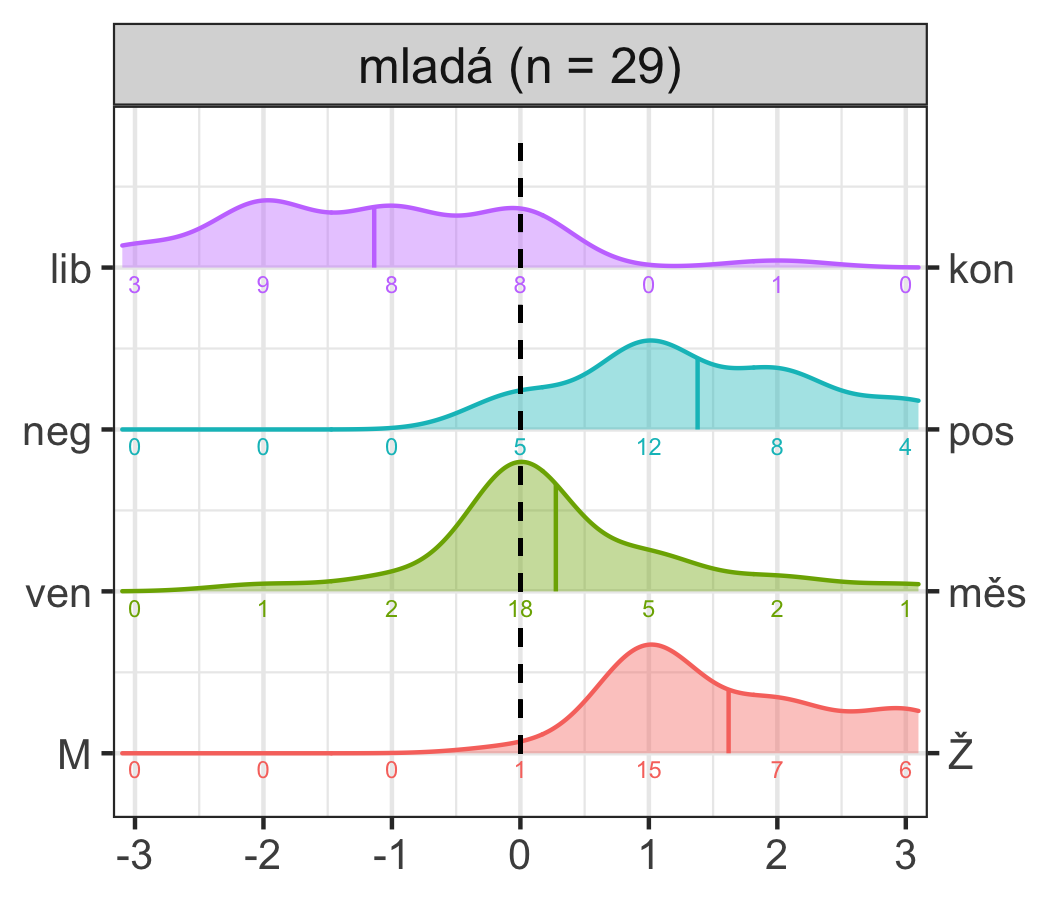 mladá (n = 29)
lib kon
3 9 8 8 0 1 0
neg pos
0 0 0 5 12 8 4
ven měs
0 1 2 18 5 2 1
M Ž
0 0 0 1 15 7 6
-3 -2 -1 0 1 2 3